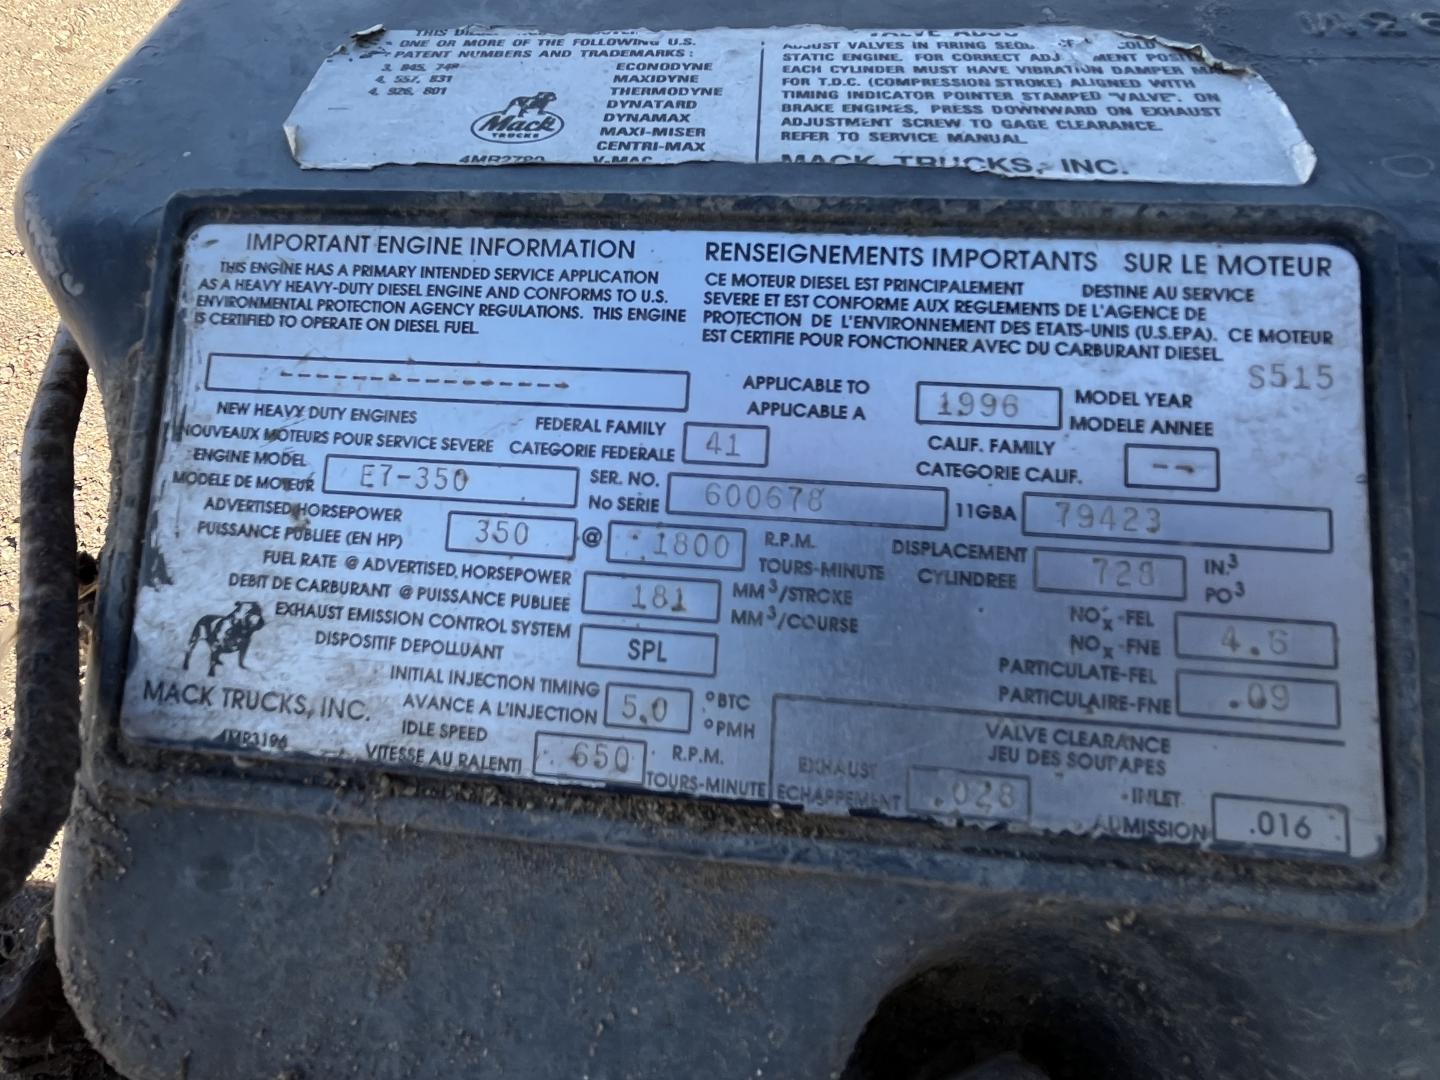 ONE OR MORE OF THE FOLLOWING U.S.
PATENT NUMBERS AND TRADEMARKS :
4, 557, 831
4, 926, 801
ECONODYNE
MAXIDYNE
THERMODYNE
DYNATARD
DYNAMAX
MAXI-MISER
CENTRI-MAX
V-MAC
Mack
TRUCKS
4MR2780
ADJUST VALVES IN FIRING COLD
STATIC ENGINE. FOR CORRECT
EACH CYLINDER MUST HAVE VIBRATION DAMPER
FOR T.D.C. (COMPRESSION STROKE) ALIGNED WITH
TIMING INDICATOR POINTER STAMPED "VALVE". ON
BRAKE ENGINES, PRESS DOWNWARD ON EXHAUST
ADJUSTMENT SCREW TO GAGE CLEARANCE.
REFER TO SERVICE MANUAL
MACK TRUCKS, INC.
IMPORTANT ENGINE INFORMATION
THIS ENGINE HAS A PRIMARY INTENDED SERVICE APPLICATION
AS A HEAVY HEAVY-DUTY DIESEL ENGINE AND CONFORMS TO U.S.
ENVIRONMENTAL PROTECTION AGENCY REGULATIONS. THIS ENGINE
IS CERTIFIED TO OPERATE ON DIESEL FUEL.
RENSEIGNEMENTS IMPORTANTS SUR LE MOTEUR
CE MOTEUR DIESEL EST PRINCIPALEMENT DESTINE AU SERVICE
SEVERE ET EST CONFORME AUX REGLEMENTS DE L'AGENCE DE
PROTECTION DE L'ENVIRONNEMENT DES ETATS-UNIS (U.S.EPA). CE MOTEUR
EST CERTIFIE POUR FONCTIONNER AVEC DU CARBURANT DIESEL.
S515
---------------
NEW HEAVY DUTY ENGINES
NOUVEAUX MOTEURS POUR SERVICE SEVERE
APPLICABLE TO
APPLICABLE A
1996
MODEL YEAR
MODELE ANNEE
FEDERAL FAMILY
CATEGORIE FEDERALE
41
CALIF. FAMILY
CATEGORIE CALIF.
--
ENGINE MODEL
MODELE DE MOTEUR
E7-350
SER. NO.
No SERIE
600678
11GBA
79423
ADVERTISED HORSEPOWER
PUISSANCE PUBLIEE (EN HP)
350
@
1800
R.P.M.
TOURS-MINUTE
DISPLACEMENT
CYLINDREE
728
IN.³
PO³
FUEL RATE @ ADVERTISED HORSEPOWER
DEBIT DE CARBURANT @ PUISSANCE PUBLIEE
181
MM³/STROKE
MM³/COURSE
NOx-FEL
NOx-FNE
4.6
EXHAUST EMISSION CONTROL SYSTEM
DISPOSITIF DEPOLLUANT
SPL
PARTICULATE-FEL
PARTICULAIRE-FNE
.09
INITIAL INJECTION TIMING
AVANCE A L'INJECTION
5.0
°BTC
°PMH
MACK TRUCKS, INC.
4MR3196
IDLE SPEED
VITESSE AU RALENTI
650
R.P.M.
TOURS-MINUTE
VALVE CLEARANCE
JEU DES SOUPAPES
EXHAUST
ECHAPPEMENT
.028
INLET
ADMISSION
.016